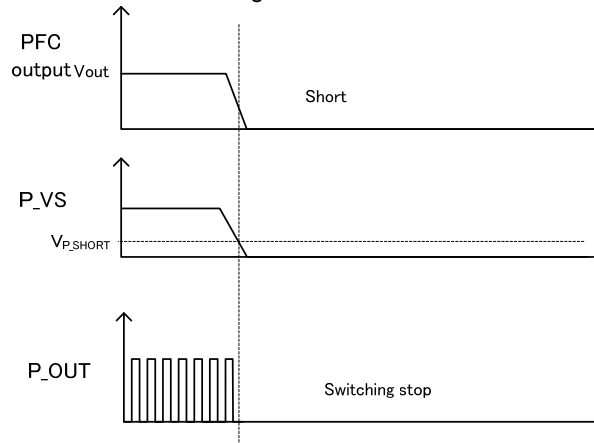 PFC
output Vout
Short
P_VS
VP_SHORT
P_OUT
Switching stop